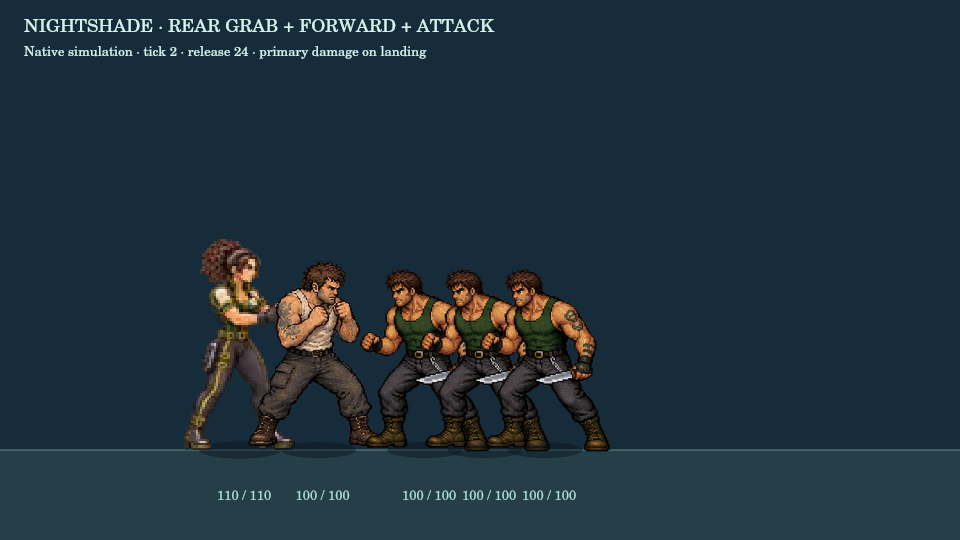 NIGHTSHADE · REAR GRAB + FORWARD + ATTACK
Native simulation · tick 2 · release 24 · primary damage on landing
110 / 110 100 / 100 100 / 100 100 / 100 100 / 100